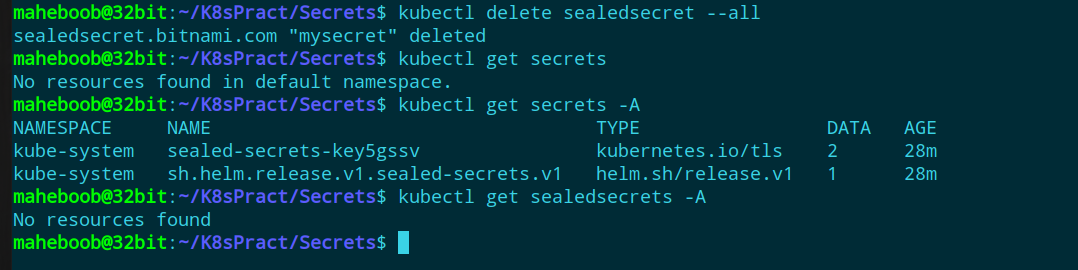 maheboob@32bit:~/K8sPract/Secrets$ kubectl delete sealedsecret --all
sealedsecret.bitnami.com "mysecret" deleted
maheboob@32bit:~/K8sPract/Secrets$ kubectl get secrets
No resources found in default namespace.
maheboob@32bit:~/K8sPract/Secrets$ kubectl get secrets -A
NAMESPACE     NAME                                   TYPE                 DATA   AGE
kube-system   sealed-secrets-key5gssv                kubernetes.io/tls    2      28m
kube-system   sh.helm.release.v1.sealed-secrets.v1   helm.sh/release.v1   1      28m
maheboob@32bit:~/K8sPract/Secrets$ kubectl get sealedsecrets -A
No resources found
maheboob@32bit:~/K8sPract/Secrets$